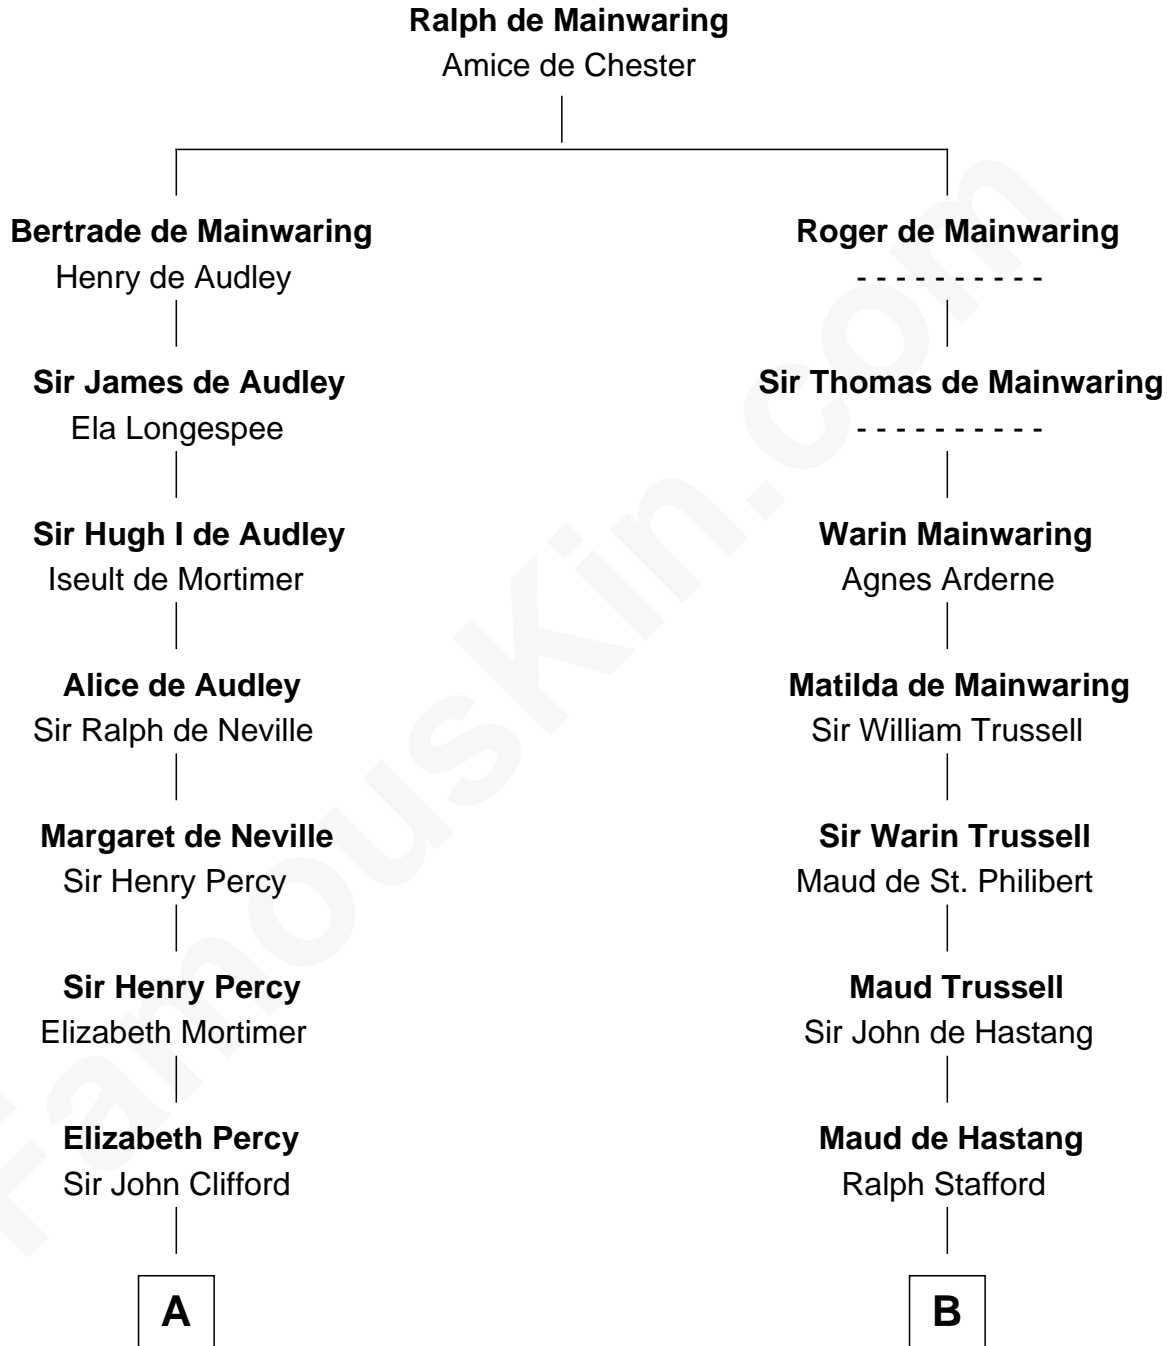 Ralph de Mainwaring
Amice de Chester
Bertrade de Mainwaring
Henry de Audley
Sir James de Audley
Ela Longespee
Sir Hugh I de Audley
Iseult de Mortimer
Alice de Audley
Sir Ralph de Neville
Margaret de Neville
Sir Henry Percy
Sir Henry Percy
Elizabeth Mortimer
Elizabeth Percy
Sir John Clifford
A
Roger de Mainwaring
- - - - - - - - - -
Sir Thomas de Mainwaring
- - - - - - - - - -
Warin Mainwaring
Agnes Arderne
Matilda de Mainwaring
Sir William Trussell
Sir Warin Trussell
Maud de St. Philibert
Maud Trussell
Sir John de Hastang
Maud de Hastang
Ralph Stafford
B
FamousKin.com